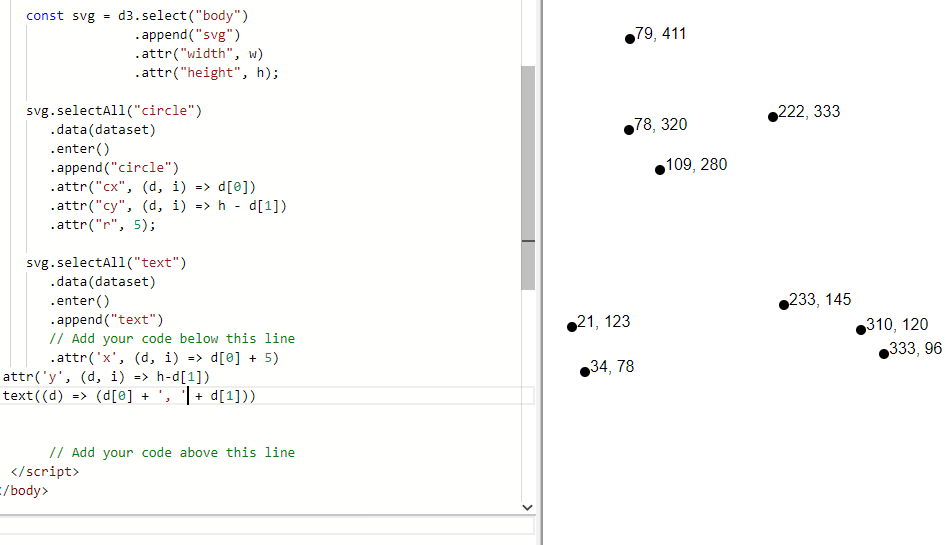 const svg = d3.select("body")
.append("svg")
.attr("width", w)
.attr("height", h);
svg.selectAll("circle")
.data(dataset)
.enter()
.append("circle")
.attr("cx", (d, i) => d[0])
.attr("cy", (d, i) => h - d[1])
.attr("r", 5);
svg.selectAll("text")
.data(dataset)
.enter()
.append("text")
// Add your code below this line
.attr('x', (d, i) => d[0] + 5)
attr('y', (d, i) => h-d[1])
text((d) => (d[0] + ', ' + d[1]))
// Add your code above this line
</script>
</body>
79, 411
222, 333
78, 320
109, 280
233, 145
21, 123
310, 120
333, 96
34, 78